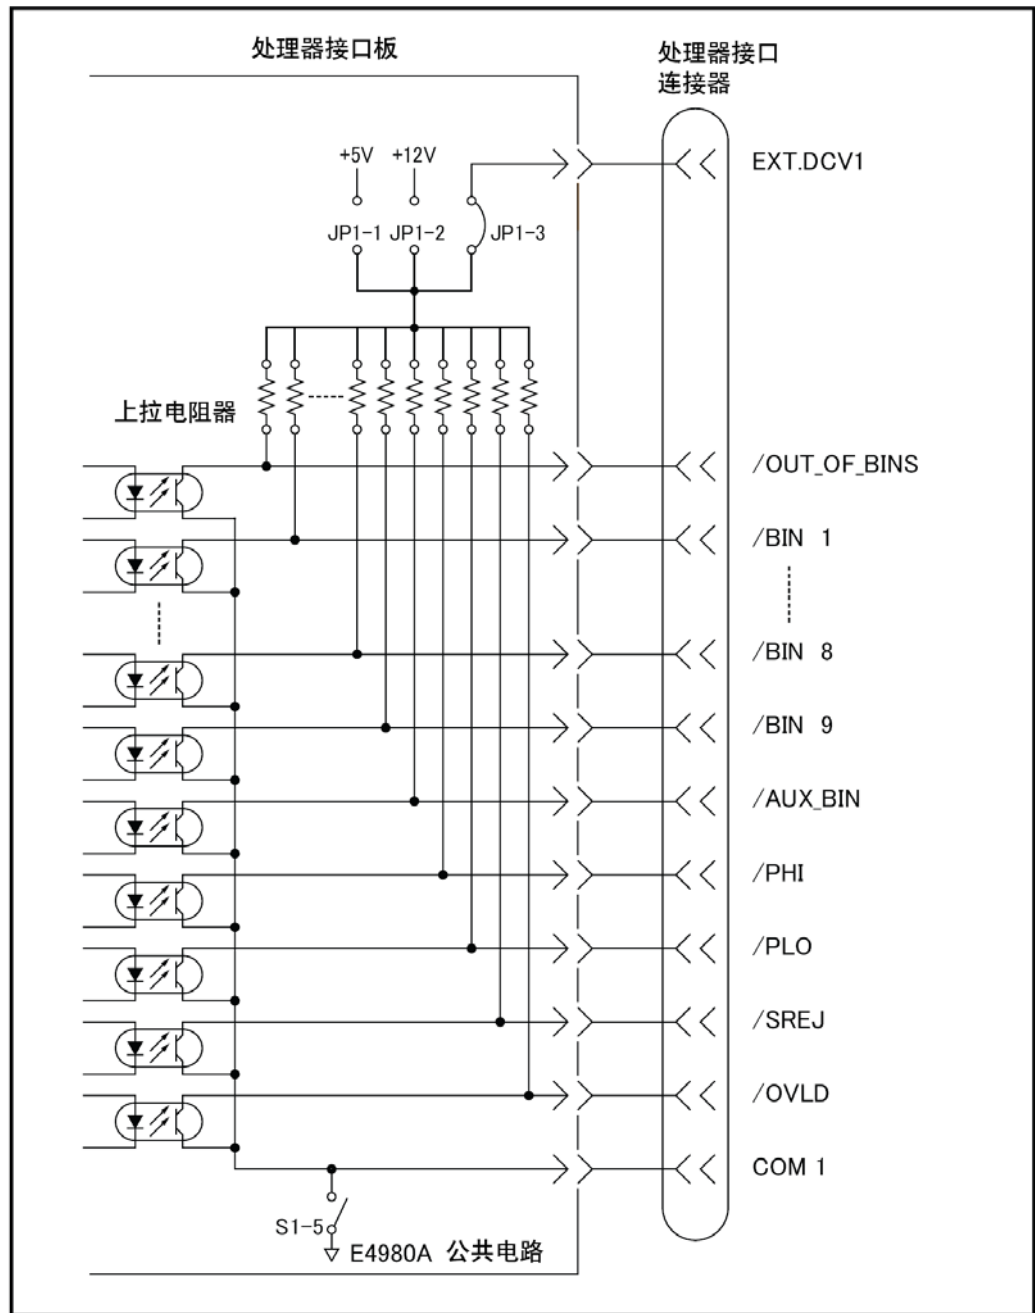 处理器接口板
处理器接口
连接器
+5V +12V
EXT.DCV1
JP1-1 JP1-2 JP1-3
上拉电阻器
/OUT_OF_BINS
/BIN 1
/BIN 8
/BIN 9
/AUX_BIN
/PHI
/PLO
/SREJ
/OVLD
COM 1
S1-5
E4980A 公共电路